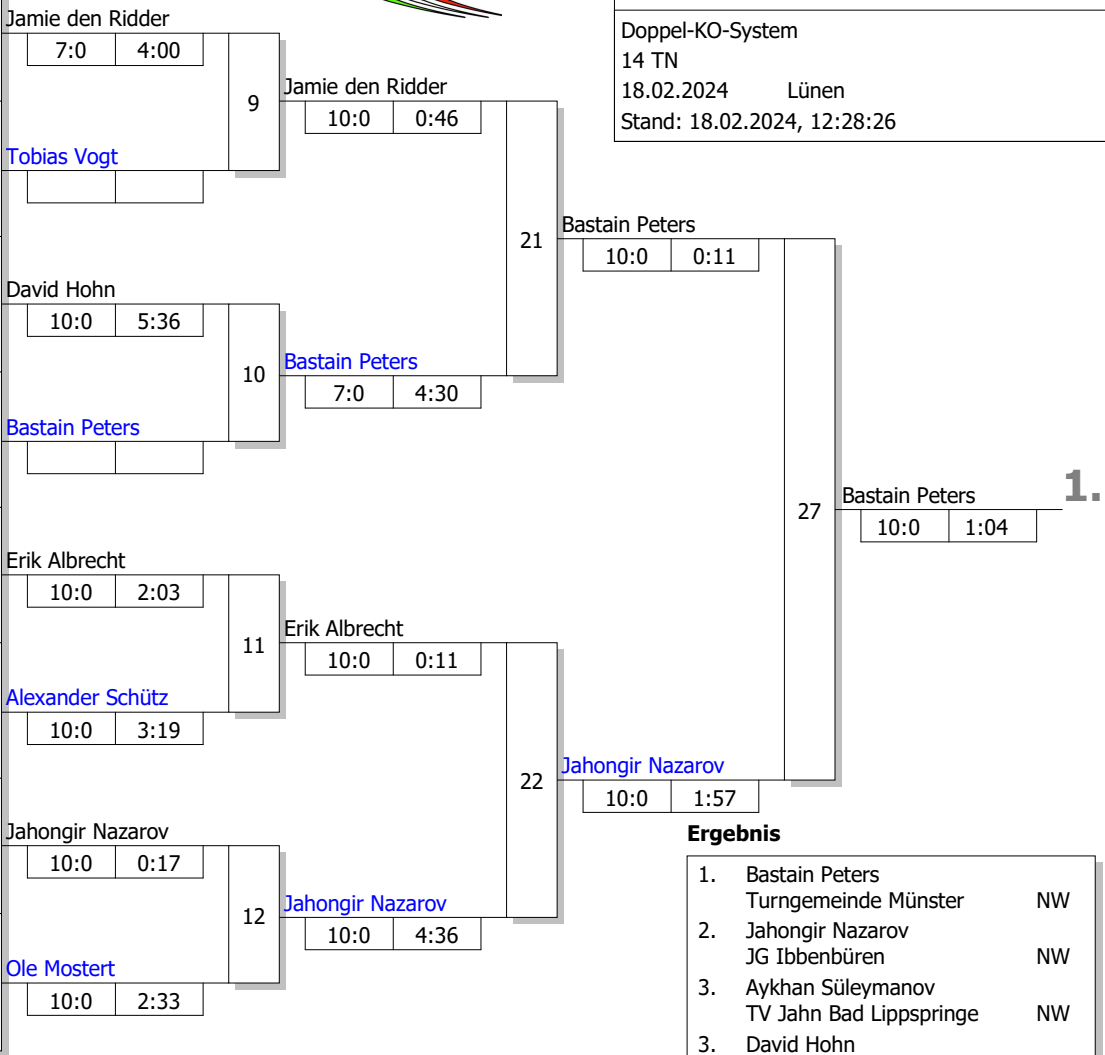 Jamie den Ridder
7:0 4:00
9
Tobias Vogt
Jamie den Ridder
10:0 0:46
Doppel-KO-System
14 TN
18.02.2024 Lünen
Stand: 18.02.2024, 12:28:26
21
Bastain Peters
10:0 0:11
David Hohn
10:0 5:36
10
Bastain Peters
Bastain Peters
7:0 4:30
27
Bastain Peters
10:0 1:04
1.
Erik Albrecht
10:0 2:03
11
Alexander Schütz
10:0 3:19
Erik Albrecht
10:0 0:11
22
Jahongir Nazarov
10:0 1:57
Jahongir Nazarov
10:0 0:17
12
Ole Mostert
10:0 2:33
Jahongir Nazarov
10:0 4:36
Ergebnis
1. Bastain Peters
Turngemeinde Münster NW
2. Jahongir Nazarov
JG Ibbenbüren NW
3. Aykhan Süleymanov
TV Jahn Bad Lippspringe NW
3. David Hohn